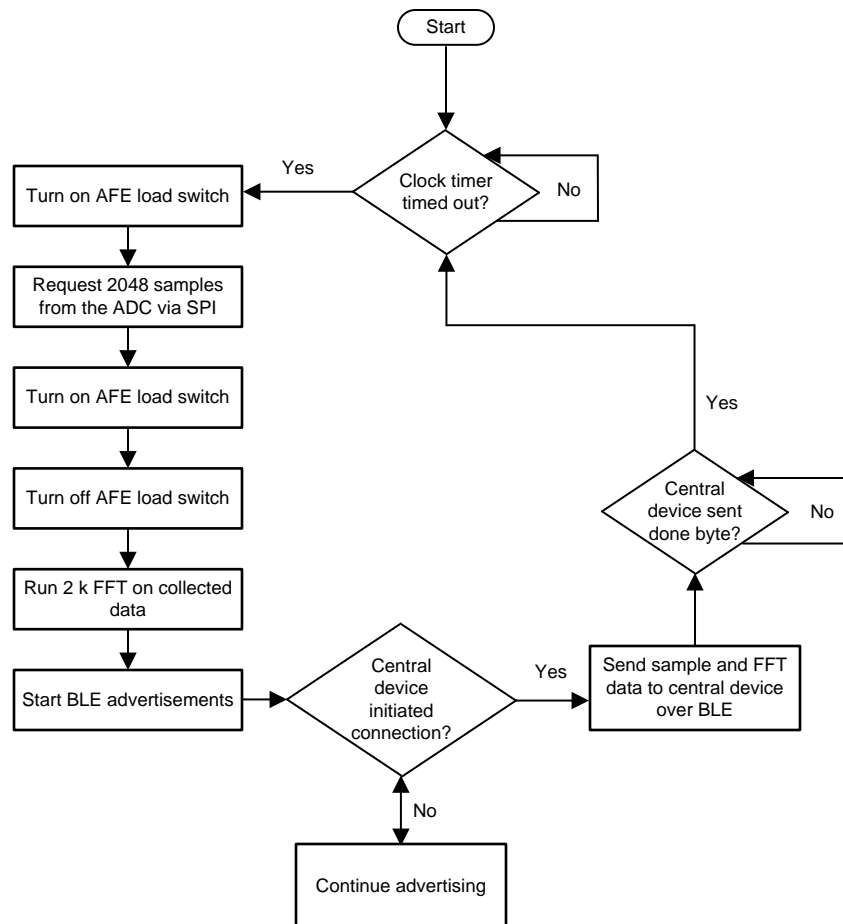 Start
Clock timer
timed out?
Yes
No
Turn on AFE load switch
Request 2048 samples
from the ADC via SPI
Turn on AFE load switch
Turn off AFE load switch
Run 2 k FFT on collected
data
Start BLE advertisements
Central
device
initiated
connection?
Yes
No
Continue advertising
Send sample and FFT
data to central device
over BLE
Central
device sent
done byte?
Yes
No